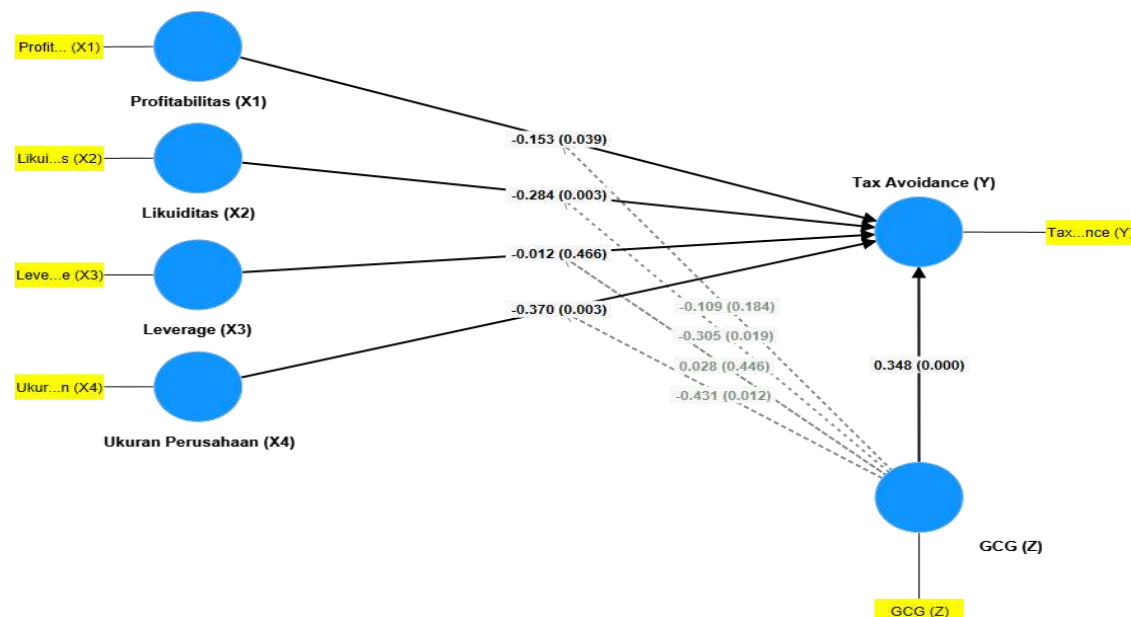 Profit... (X1)
Profitabilitas (X1)
Likui...s (X2)
Likuiditas (X2)
Leve...e (X3)
Leverage (X3)
Ukur...n (X4)
Ukuran Perusahaan (X4)
-0.153 (0.039)
-0.284 (0.003)
-0.012 (0.466)
-0.370 (0.003)
-0.109 (0.184)
-0.305 (0.019)
0.028 (0.446)
-0.431 (0.012)
Tax Avoidance (Y)
Tax...nce (Y)
0.348 (0.000)
GCG (Z)
GCG (Z)